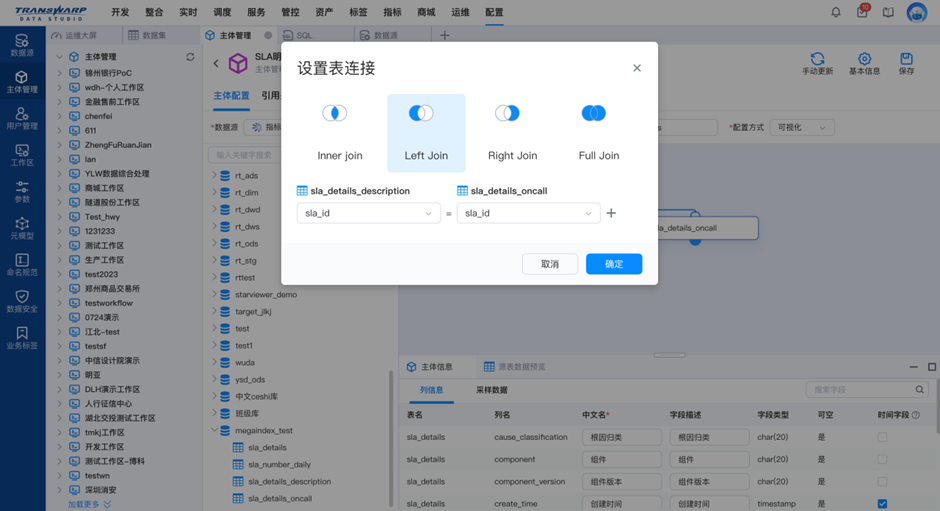 TRANSWARP
DATA STUDIO
开发 整合 实时 调度 服务 管控 资产 标签 指标 商城 运维 配置
10
数据源
主体管理
用户管理
工作区
参数
元模型
命名规范
数据安全
业务标签
运维大屏
数据集
主体管理
SQL
数据源
主体管理
锦州银行PoC
wdh-个人工作区
金融售前工作区
chenfei
611
ZhengFuRuanJian
lan
YLW数据综合处理
商城工作区
隧道股份工作区
Test_hwy
1231233
测试工作区
生产工作区
test2023
郑州商品交易所
testworkflow
0724演示
江北-test
testsf
中信设计院演示
明亚
DLH演示工作区
人行征信中心
湖北交投测试工作区
tmkj工作区
开发工作区
测试工作区-博科
testwn
深圳消安
加载更多
SLA明
主体管
手动更新
基本信息
保存
主体配置
引用
*数据源
指标
*配置方式
可视化
输入关键字搜索
rt_ads
rt_dim
rt_dwd
rt_dws
rt_ods
rt_stg
rttest
starviewer_demo
target_jlkj
test
test1
wuda
ysd_ods
中文ceshi库
班级库
megaindex_test
sla_details
sla_number_daily
sla_details_description
sla_details_oncall
设置表连接
Inner join
Left Join
Right Join
Full Join
sla_details_description
sla_details_oncall
sla_id
=
sla_id
取消
确定
sla_details_oncall
主体信息
源表数据预览
列信息
采样数据
搜索字段
表名 列名 中文名* 字段描述 字段类型 可空 时间字段
sla_details cause_classification 根因归类 根因归类 char(20) 是
sla_details component 组件 组件 char(20) 是
sla_details component_version 组件版本 组件版本 char(20) 是
sla_details create_time 创建时间 创建时间 timestamp 是